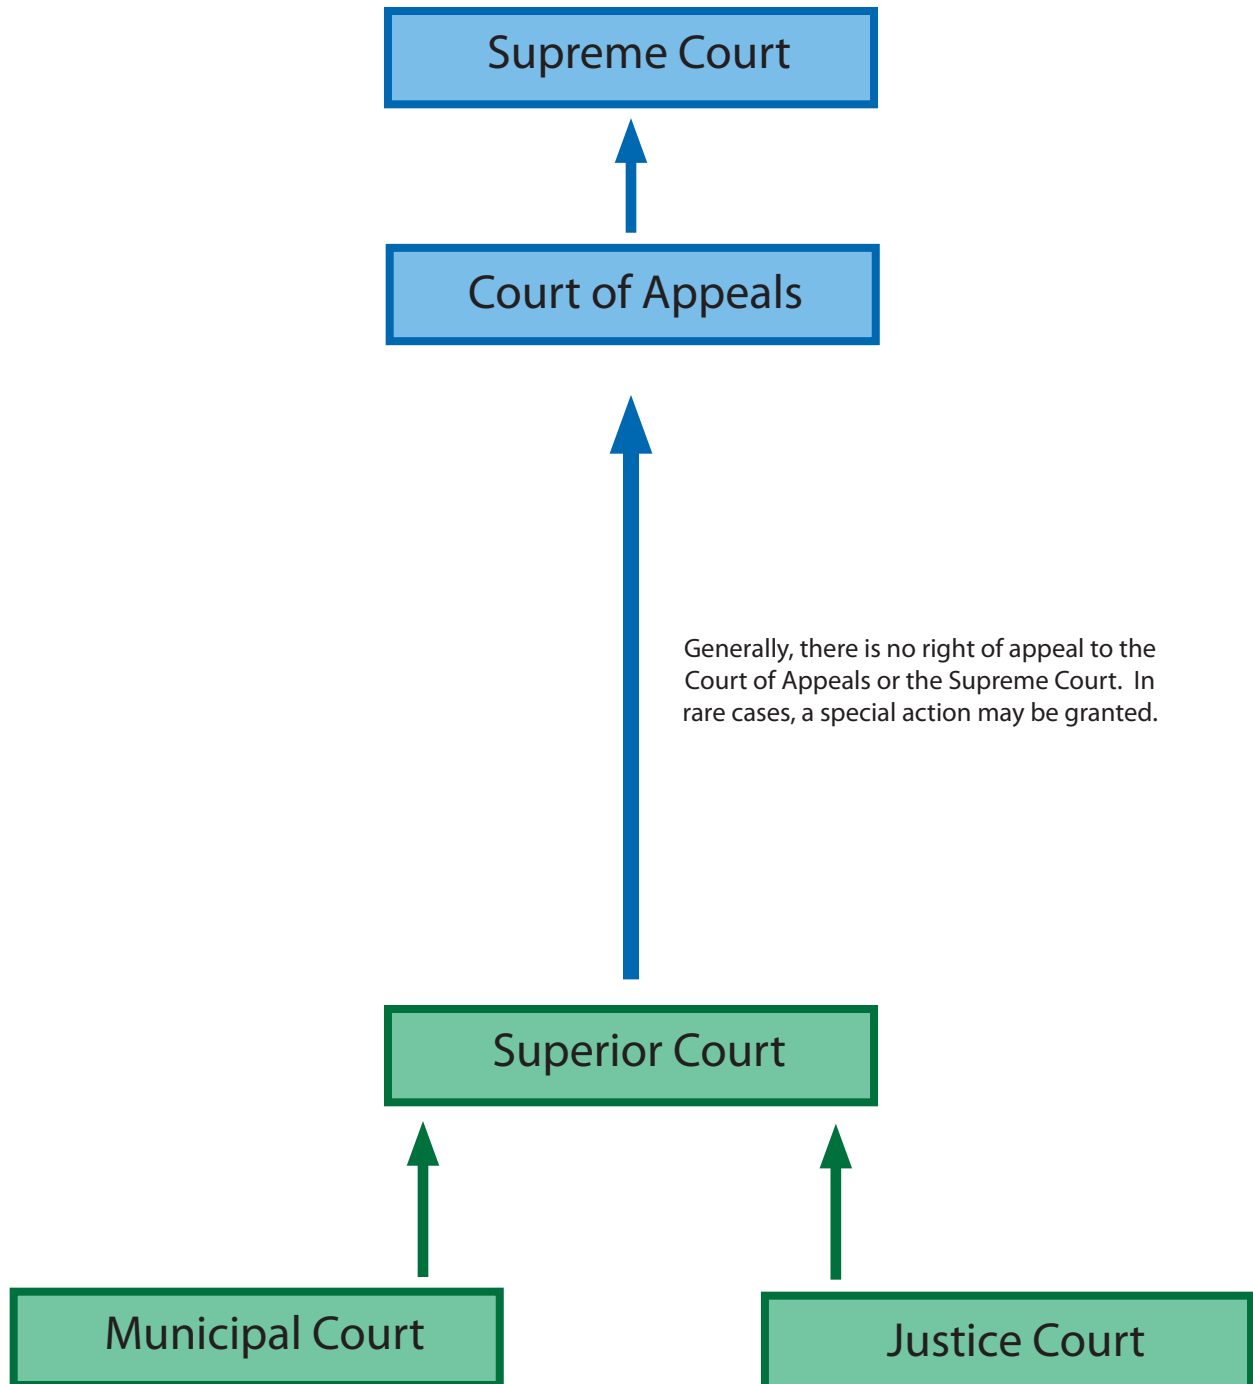 Supreme Court
Court of Appeals
Generally, there is no right of appeal to the
Court of Appeals or the Supreme Court.  In
rare cases, a special action may be granted.
Superior Court
Municipal Court
Justice Court